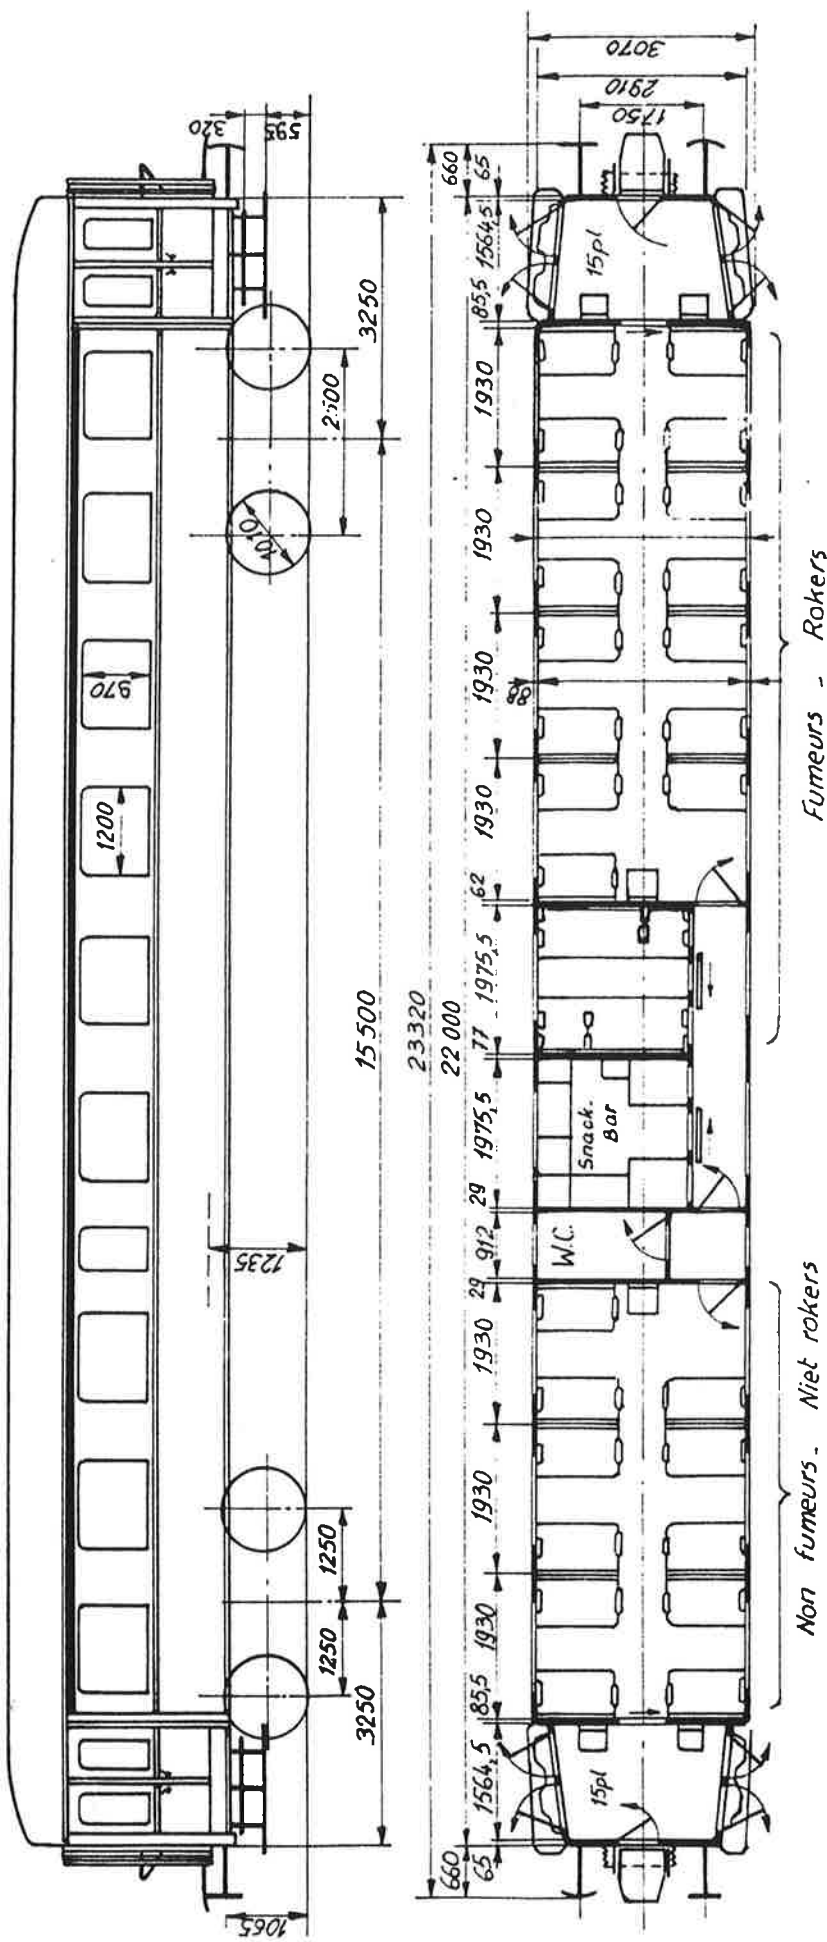 1200
970
1010
320
595
1065
1235
1250 1250 2500
3250 15500 3250
23320
660 22 000 660
65 1564,5 85,5 1930 1930 1930 29 912 29 1975,5 77 1975,5 62 1930 1930 1930 1930 85,5 1564,5 65
88
W.C.
Snack-
Bar
15pl
15pl
1750
2910
3070
Non fumeurs - Niet rokers
Fumeurs - Rokers